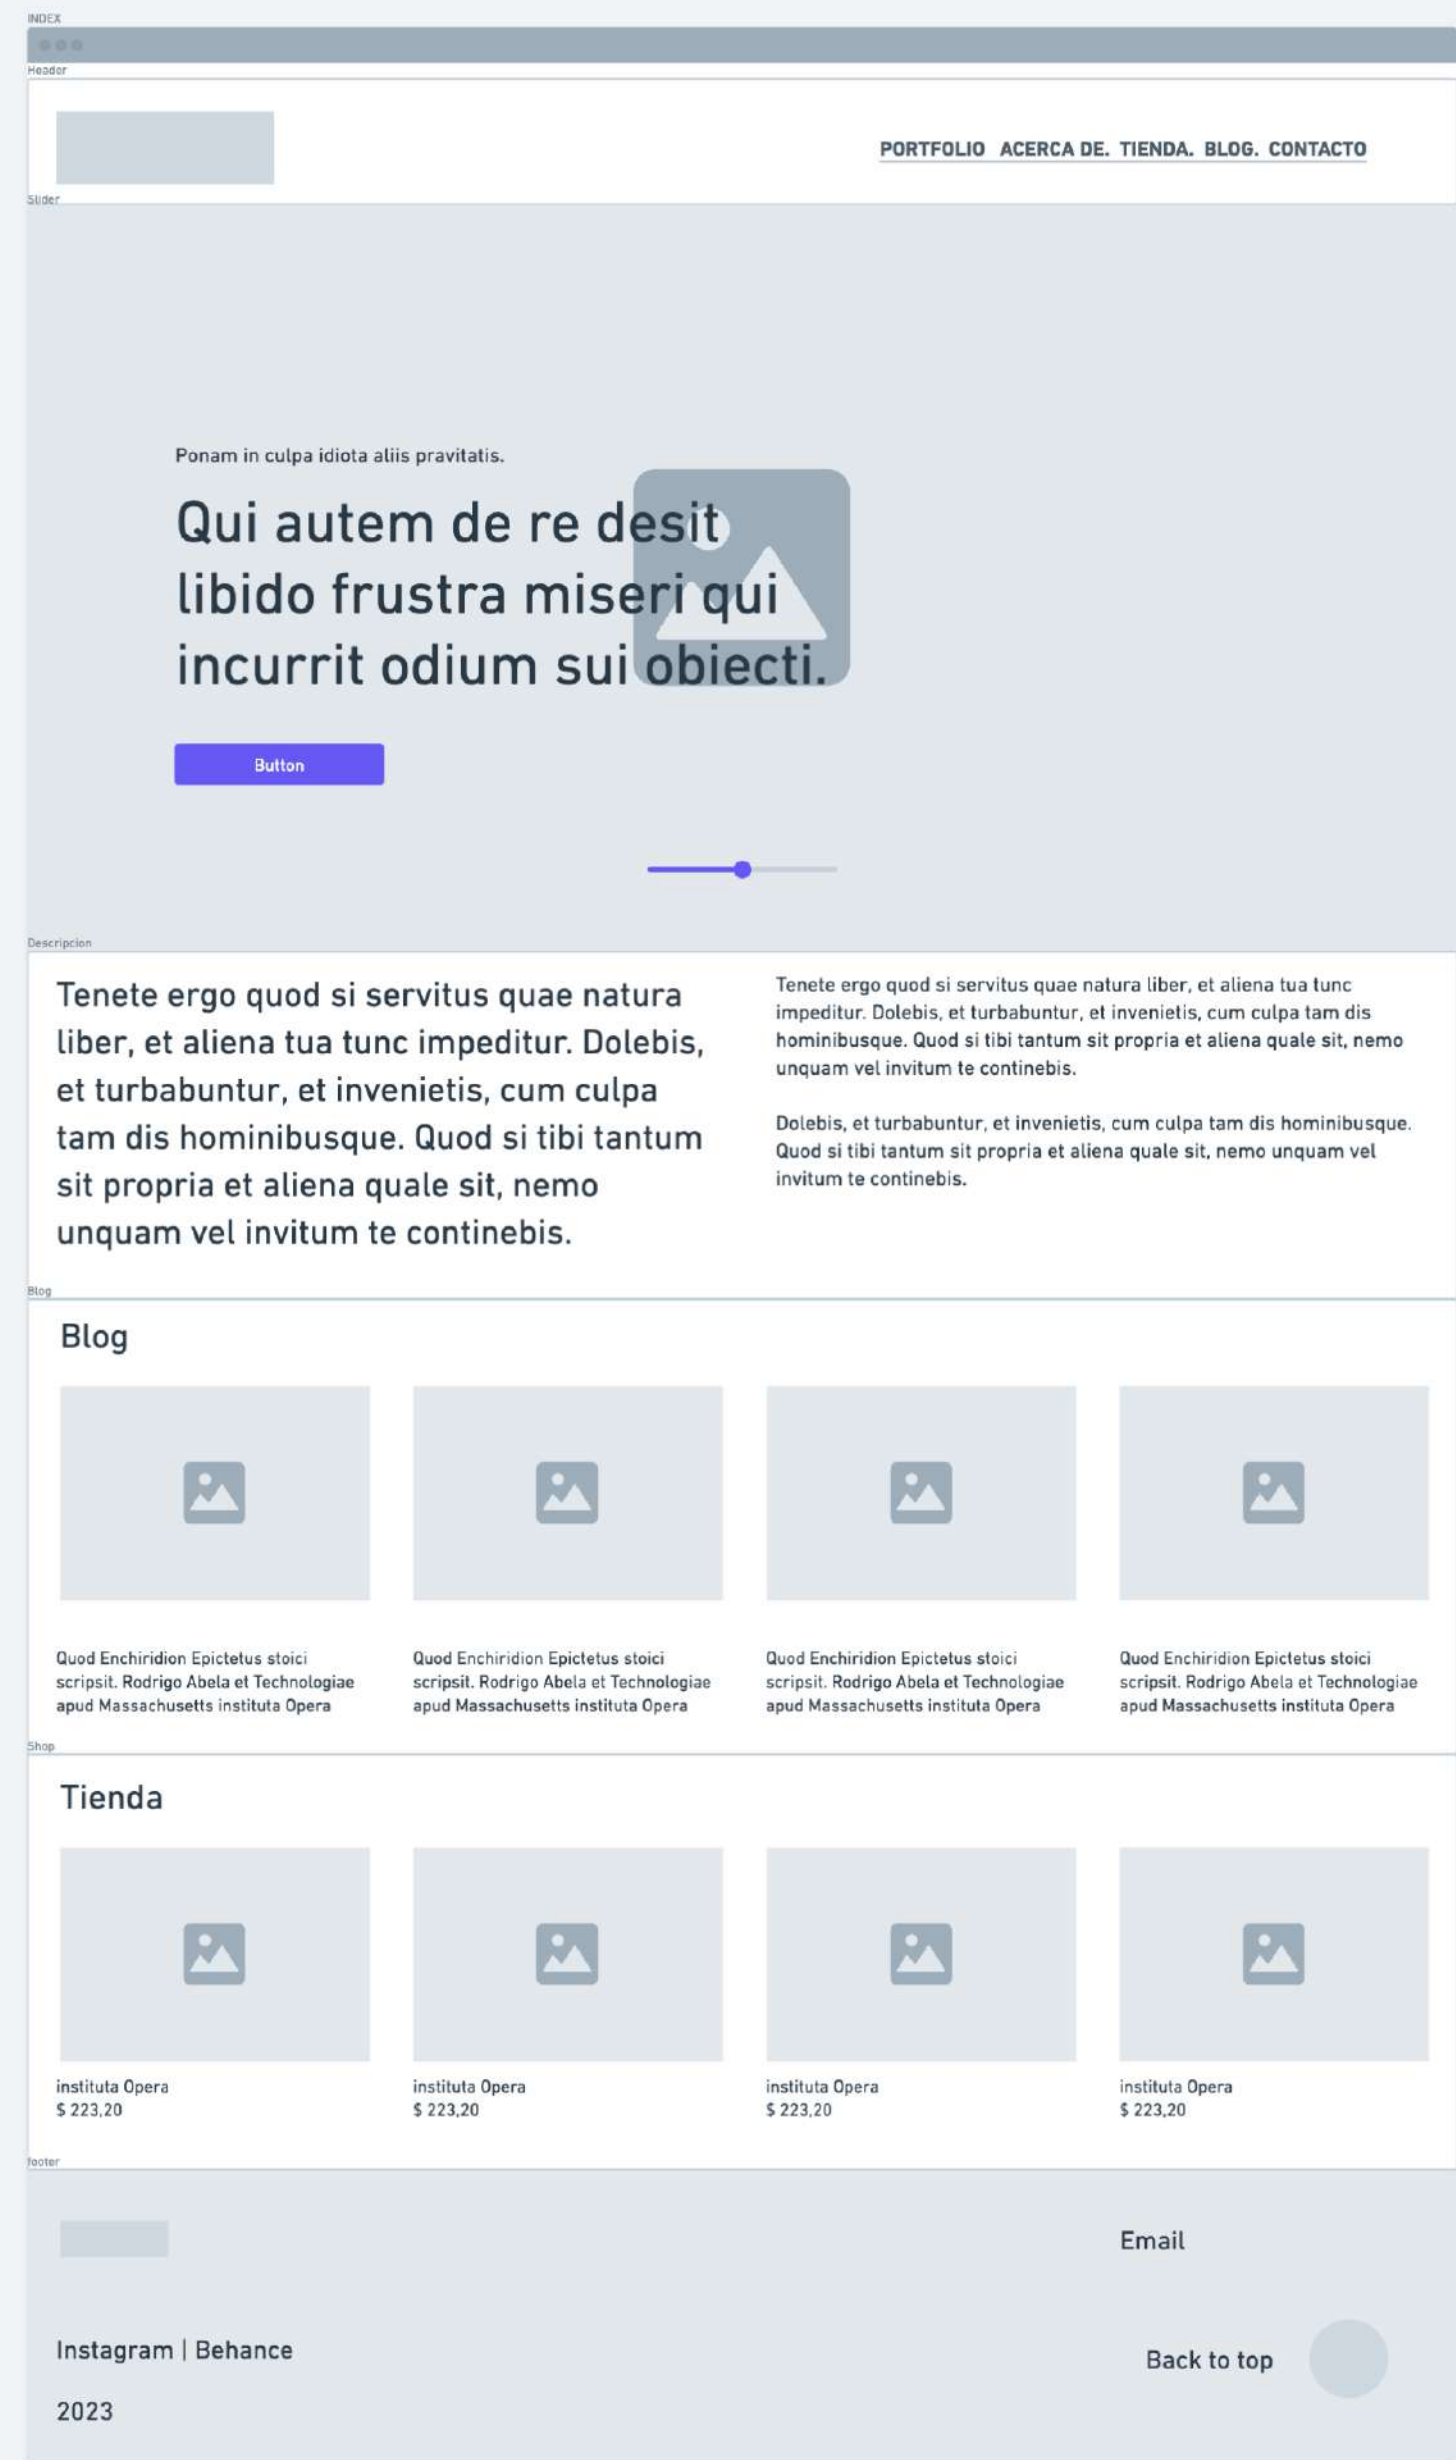 INDEX
Header
PORTFOLIO ACERCA DE. TIENDA. BLOG. CONTACTO
Slider
Ponam in culpa idiota aliis pravitatis.
Qui autem de re desit
libido frustra miseri qui
incurrit odium sui obiecti.
Button
Descripcion
Tenete ergo quod si servitus quae natura
liber, et aliena tua tunc impeditur. Dolebis,
et turbabuntur, et invenietis, cum culpa
tam dis hominibusque. Quod si tibi tantum
sit propria et aliena quale sit, nemo
unquam vel invitum te continebis.
Tenete ergo quod si servitus quae natura liber, et aliena tua tunc
impeditur. Dolebis, et turbabuntur, et invenietis, cum culpa tam dis
hominibusque. Quod si tibi tantum sit propria et aliena quale sit, nemo
unquam vel invitum te continebis.
Dolebis, et turbabuntur, et invenietis, cum culpa tam dis hominibusque.
Quod si tibi tantum sit propria et aliena quale sit, nemo unquam vel
invitum te continebis.
Blog
Blog
Quod Enchiridion Epictetus stoici
scripsit. Rodrigo Abela et Technologiae
apud Massachusetts instituta Opera
Quod Enchiridion Epictetus stoici
scripsit. Rodrigo Abela et Technologiae
apud Massachusetts instituta Opera
Quod Enchiridion Epictetus stoici
scripsit. Rodrigo Abela et Technologiae
apud Massachusetts instituta Opera
Quod Enchiridion Epictetus stoici
scripsit. Rodrigo Abela et Technologiae
apud Massachusetts instituta Opera
Shop
Tienda
instituta Opera
$ 223,20
instituta Opera
$ 223,20
instituta Opera
$ 223,20
instituta Opera
$ 223,20
footer
Email
Instagram | Behance
Back to top
2023